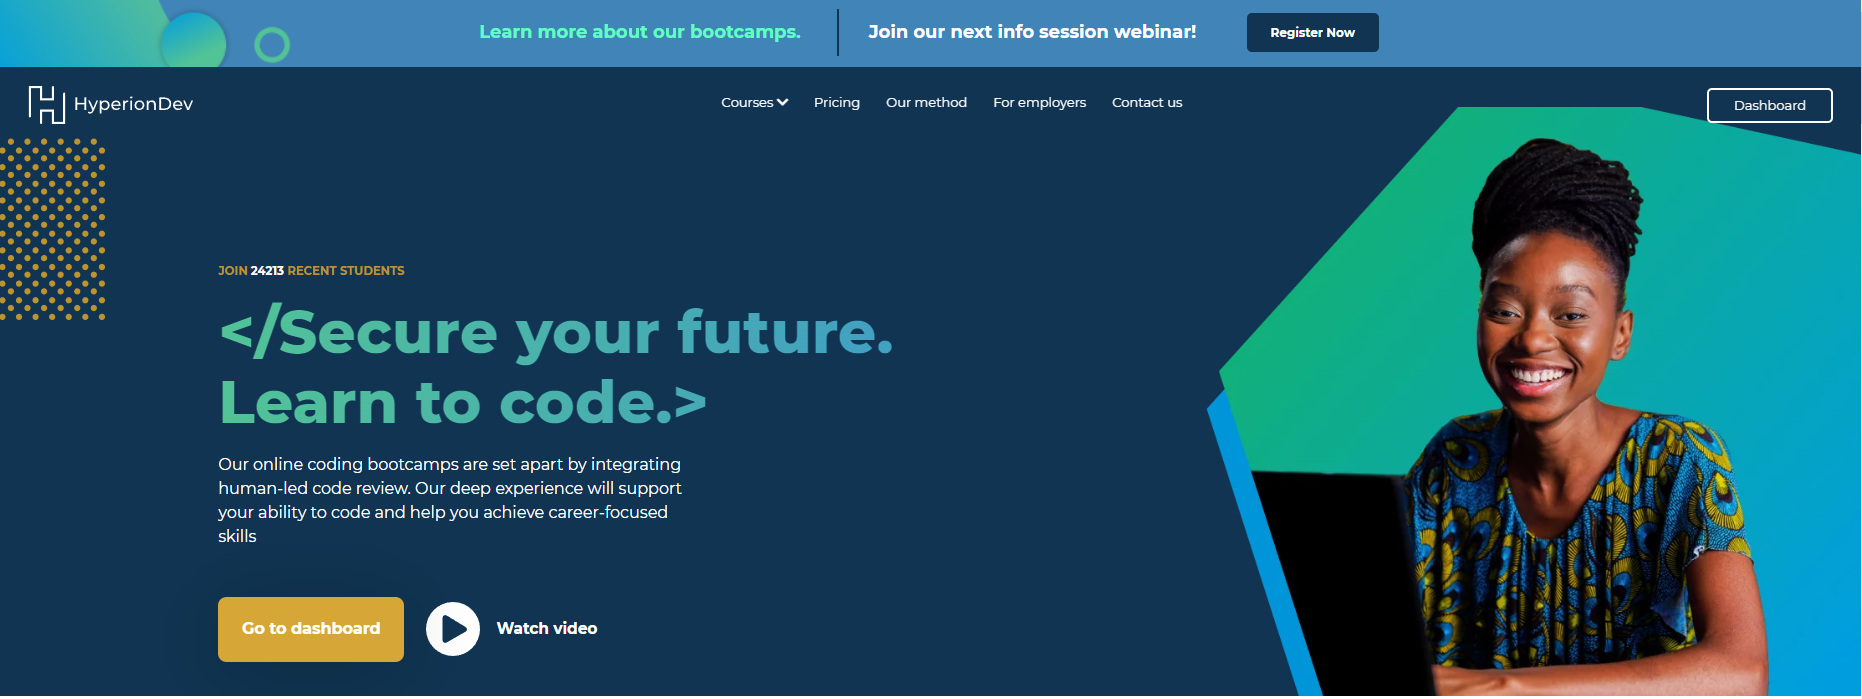 Learn more about our bootcamps.
Join our next info session webinar!
Register Now
HyperionDev
Courses
Pricing
Our method
For employers
Contact us
Dashboard
JOIN 24213 RECENT STUDENTS
</Secure your future.
Learn to code.>
Our online coding bootcamps are set apart by integrating
human-led code review. Our deep experience will support
your ability to code and help you achieve career-focused
skills
Go to dashboard
Watch video